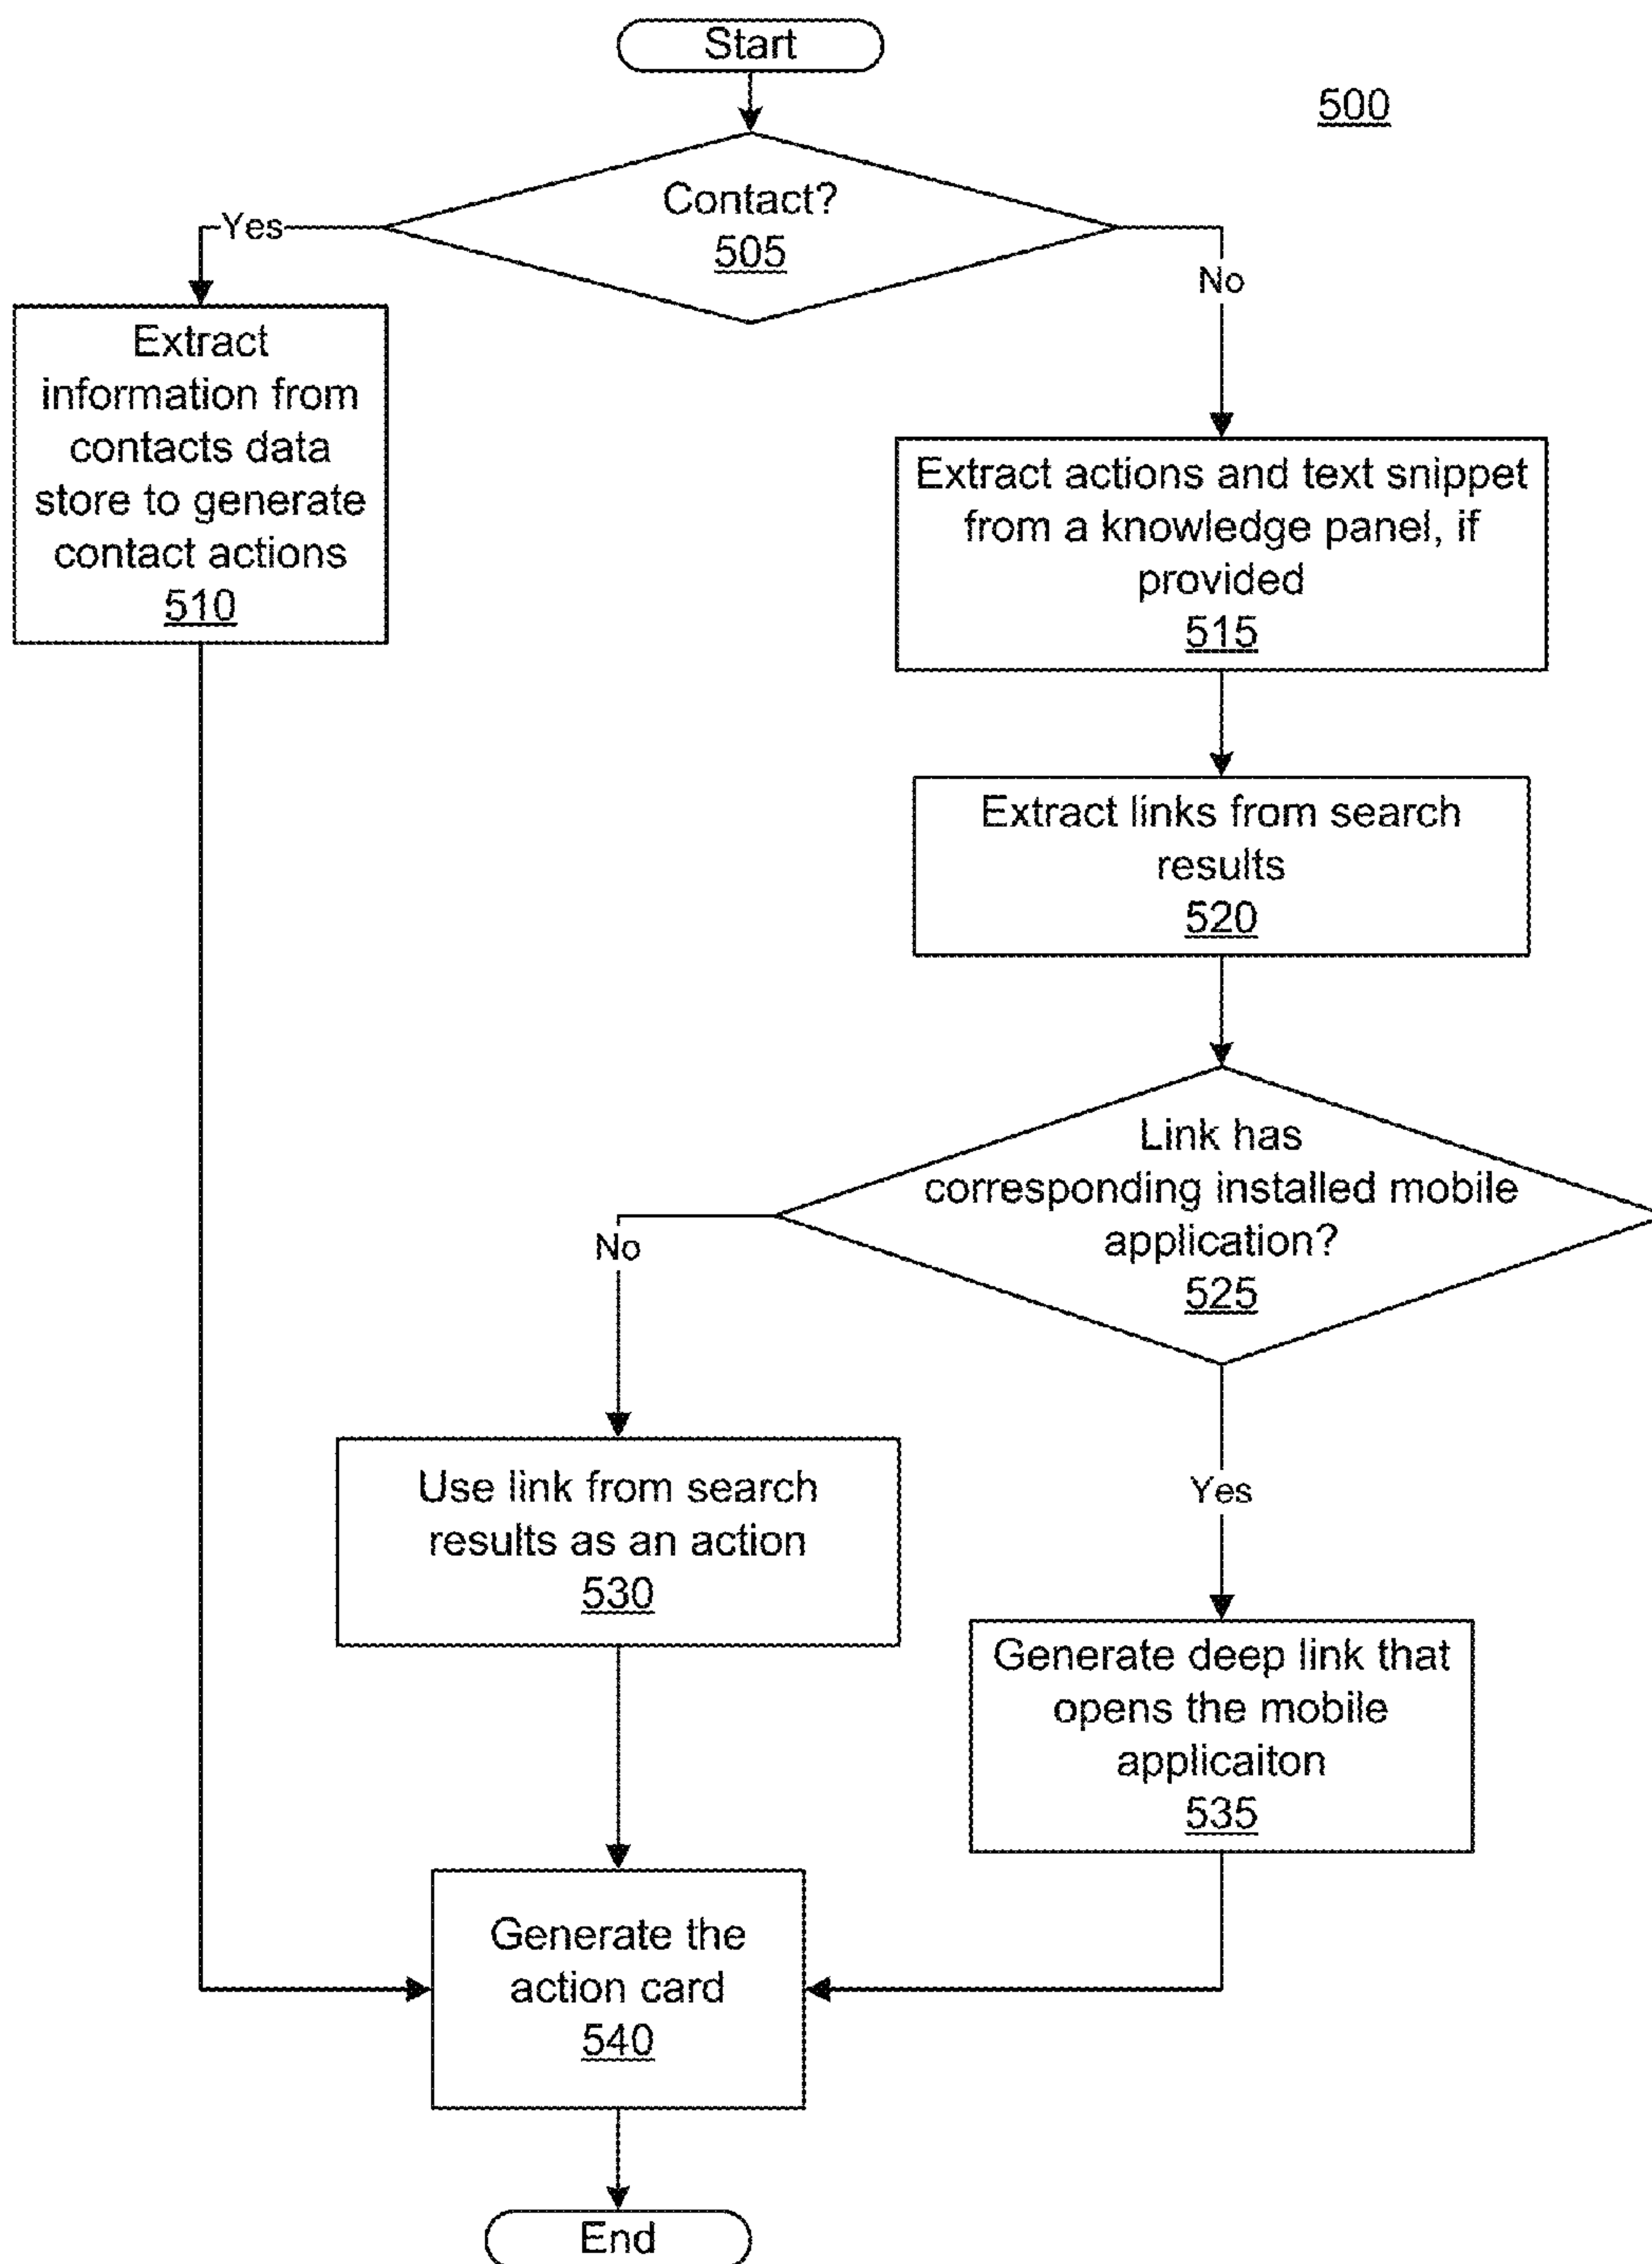 Start
500
Contact?
505
Yes
No
Extract
information from
contacts data
store to generate
contact actions
510
Extract actions and text snippet
from a knowledge panel, if
provided
515
Extract links from search
results
520
Link has
corresponding installed mobile
application?
525
No
Yes
Use link from search
results as an action
530
Generate deep link that
opens the mobile
applicaiton
535
Generate the
action card
540
End